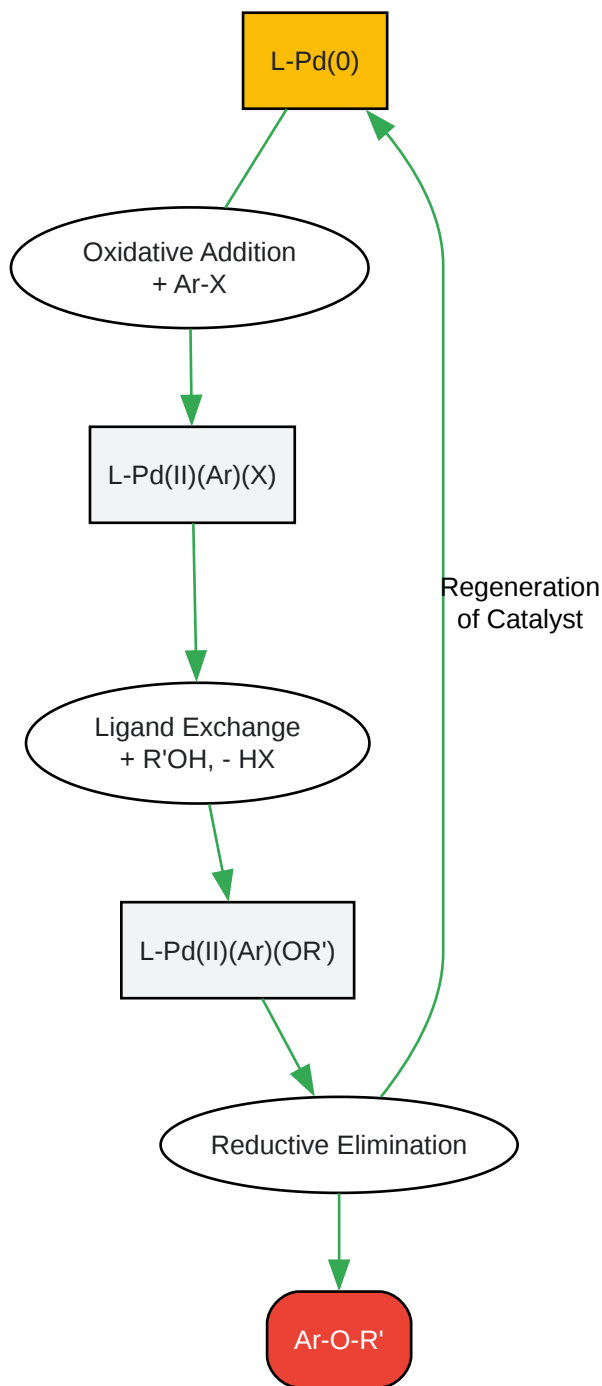 L-Pd(0)
Oxidative Addition
+ Ar-X
L-Pd(II)(Ar)(X)
Regeneration
of Catalyst
Ligand Exchange
+ R'OH, - HX
L-Pd(II)(Ar)(OR')
Reductive Elimination
Ar-O-R'